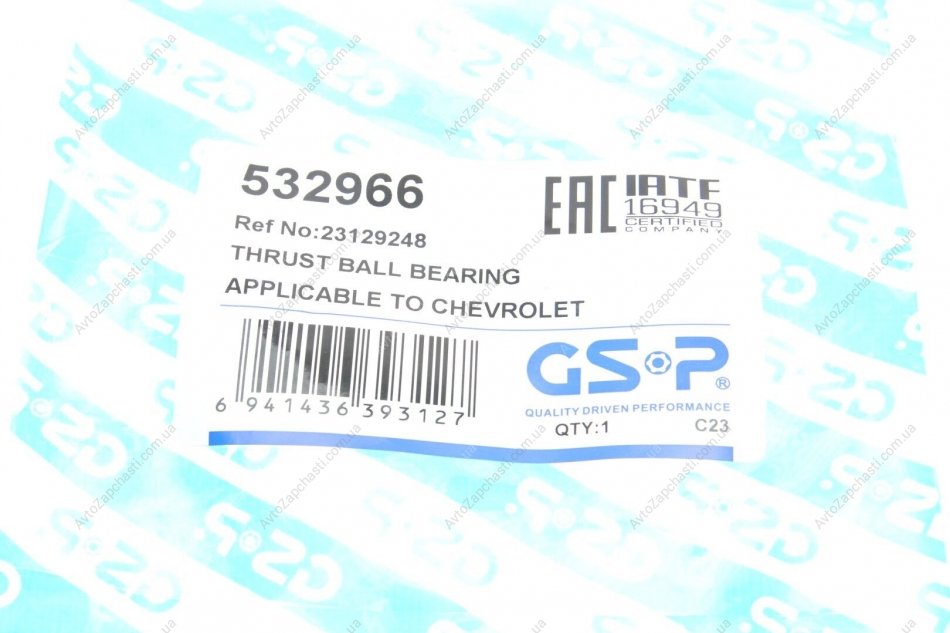 532966
Ref No:23129248
THRUST BALL BEARING
APPLICABLE TO CHEVROLET
EAC
IATF
16949
CERTIFIED
COMPANY
6 941436 393127
GSP®
QUALITY DRIVEN PERFORMANCE
QTY:1 C23
AvtoZapchasti.com.ua